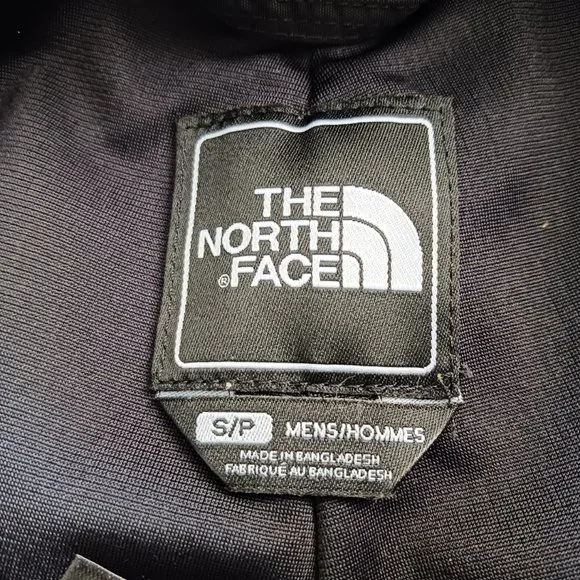 THE
NORTH
FACE®
S/P MENS/HOMMES
MADE IN BANGLADESH
FABRIQUÉ AU BANGLADESH